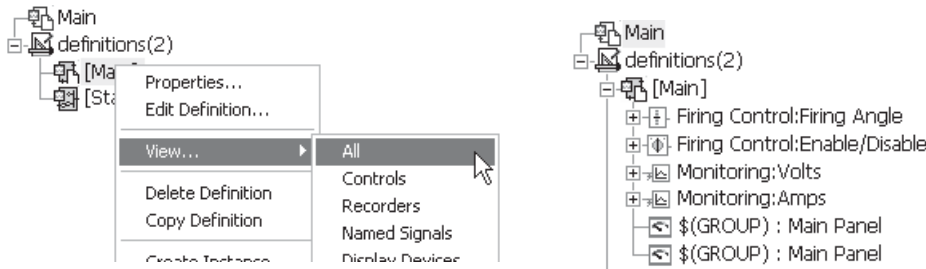 Main
definitions(2)
[Ma
[Sta
Properties...
Edit Definition...
View...
All
Controls
Recorders
Named Signals
Display Devices
Delete Definition
Copy Definition
Create Instance
Main
definitions(2)
[Main]
Firing Control:Firing Angle
Firing Control:Enable/Disable
Monitoring:Volts
Monitoring:Amps
$(GROUP) : Main Panel
$(GROUP) : Main Panel